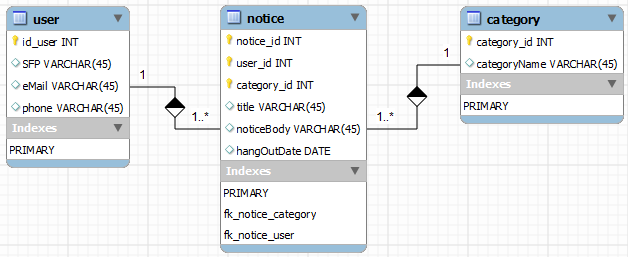 user
id_user INT
SFP VARCHAR(45)
eMail VARCHAR(45)
phone VARCHAR(45)
Indexes
PRIMARY
1
1..*
notice
notice_id INT
user_id INT
category_id INT
title VARCHAR(45)
noticeBody VARCHAR(45)
hangOutDate DATE
Indexes
PRIMARY
fk_notice_category
fk_notice_user
1
1..*
category
category_id INT
categoryName VARCHAR(45)
Indexes
PRIMARY